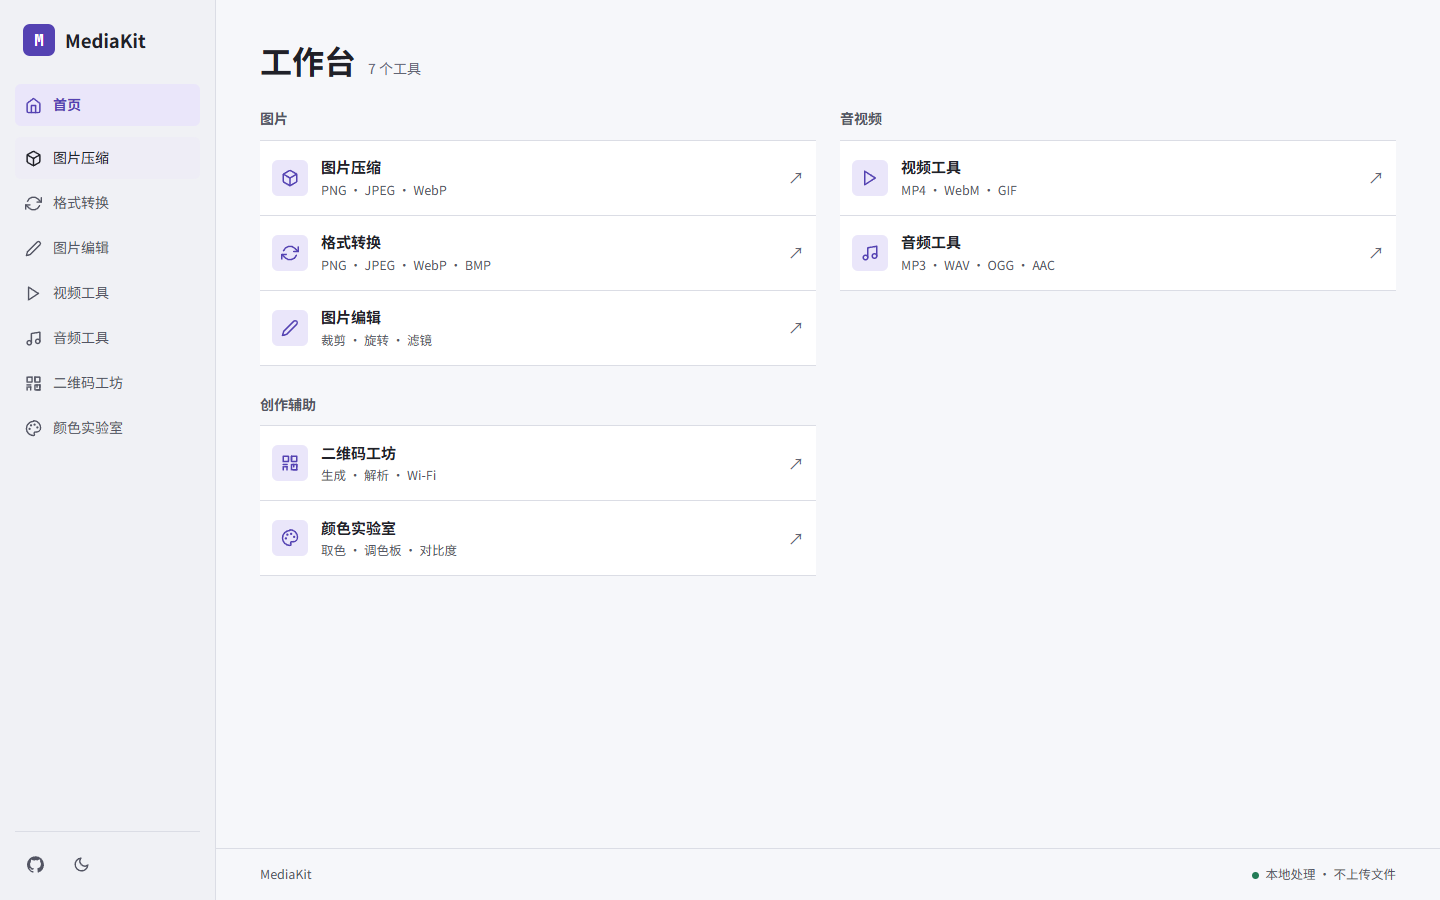 M MediaKit
首页
图片压缩
格式转换
图片编辑
视频工具
音频工具
二维码工坊
颜色实验室
工作台 7 个工具
图片
图片压缩
PNG • JPEG • WebP
格式转换
PNG • JPEG • WebP • BMP
图片编辑
裁剪 • 旋转 • 滤镜
音视频
视频工具
MP4 • WebM • GIF
音频工具
MP3 • WAV • OGG • AAC
创作辅助
二维码工坊
生成 • 解析 • Wi-Fi
颜色实验室
取色 • 调色板 • 对比度
MediaKit
本地处理 • 不上传文件